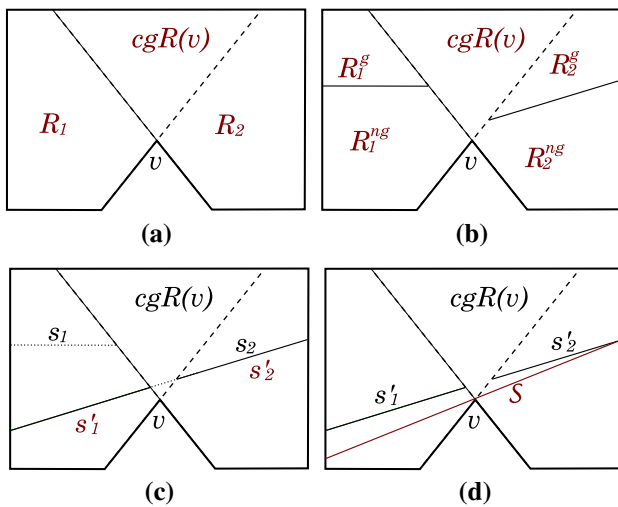 cgR(v)
R₁ R₂
v
(a)
cgR(v)
R₁ᵍ R₂ᵍ
R₁ⁿᵍ R₂ⁿᵍ
v
(b)
cgR(v)
s₁ s₂
s'₂
s'₁
v
(c)
cgR(v)
s'₂
s'₁
S
v
(d)